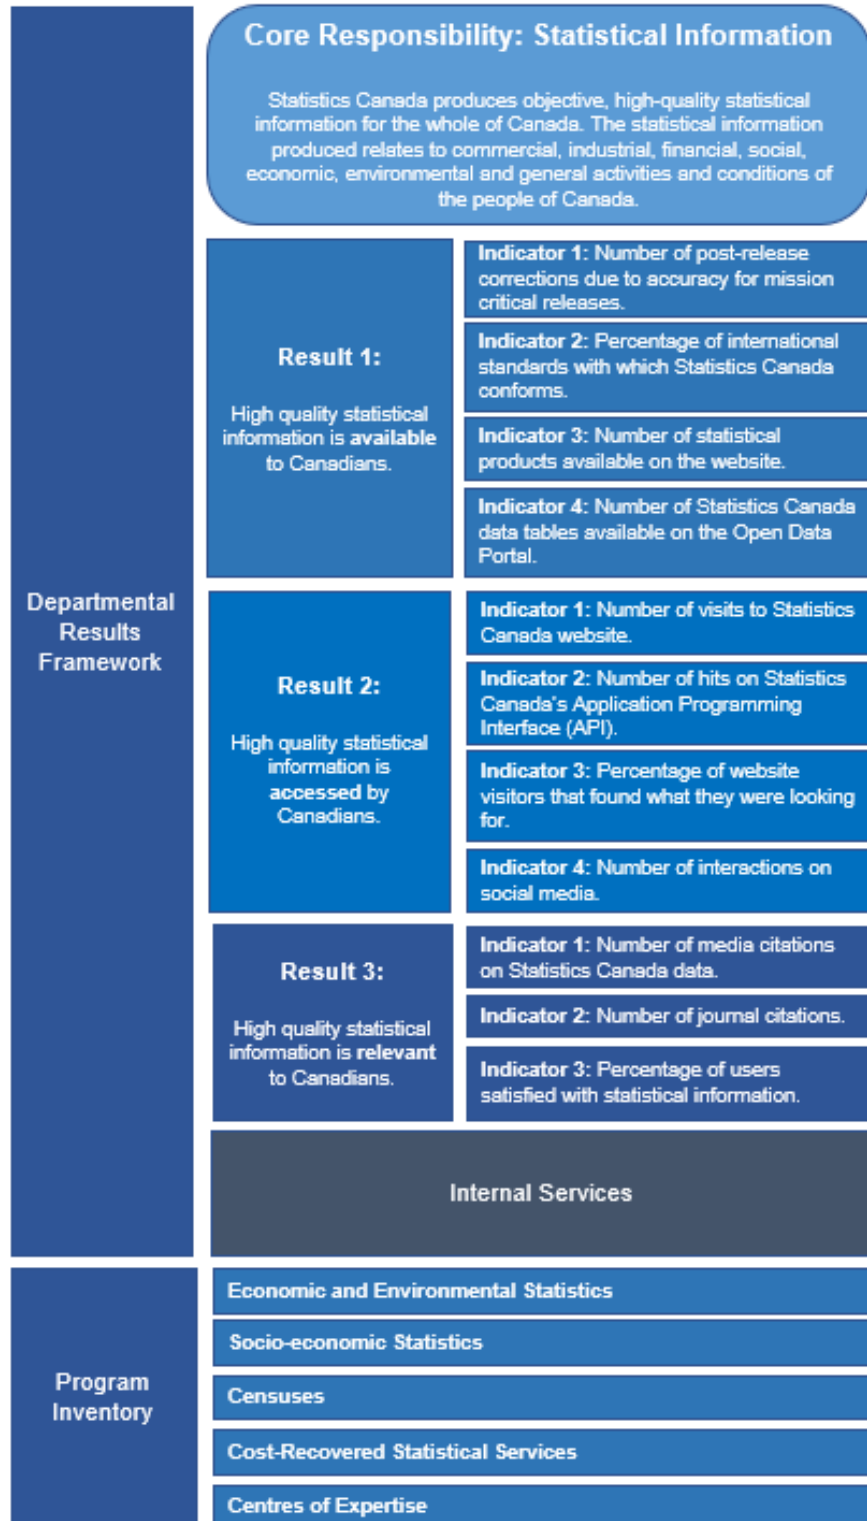 Core Responsibility: Statistical Information
Statistics Canada produces objective, high-quality statistical
information for the whole of Canada. The statistical information
produced relates to commercial, industrial, financial, social,
economic, environmental and general activities and conditions of
the people of Canada.
Departmental
Results
Framework
Result 1:
High quality statistical
information is available
to Canadians.
Indicator 1: Number of post-release
corrections due to accuracy for mission
critical releases.
Indicator 2: Percentage of international
standards with which Statistics Canada
conforms.
Indicator 3: Number of statistical
products available on the website.
Indicator 4: Number of Statistics Canada
data tables available on the Open Data
Portal.
Result 2:
High quality statistical
information is
accessed by
Canadians.
Indicator 1: Number of visits to Statistics
Canada website.
Indicator 2: Number of hits on Statistics
Canada's Application Programming
Interface (API).
Indicator 3: Percentage of website
visitors that found what they were looking
for.
Indicator 4: Number of interactions on
social media.
Result 3:
High quality statistical
information is relevant
to Canadians.
Indicator 1: Number of media citations
on Statistics Canada data.
Indicator 2: Number of journal citations.
Indicator 3: Percentage of users
satisfied with statistical information.
Internal Services
Program
Inventory
Economic and Environmental Statistics
Socio-economic Statistics
Censuses
Cost-Recovered Statistical Services
Centres of Expertise